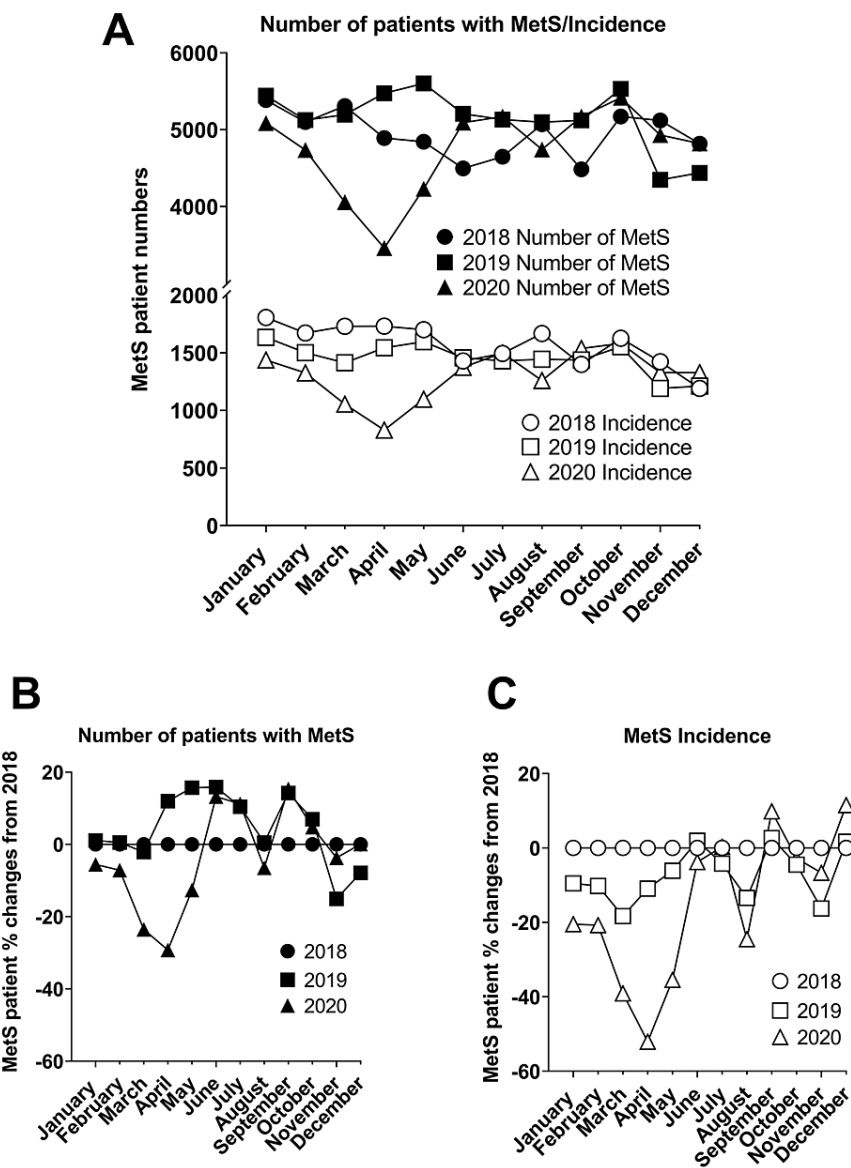 A
Number of patients with MetS/Incidence
MetS patient numbers
6000
5000
4000
2000
1500
1000
500
0
2018 Number of MetS
2019 Number of MetS
2020 Number of MetS
2018 Incidence
2019 Incidence
2020 Incidence
January
February
March
April
May
June
July
August
September
October
November
December
B
Number of patients with MetS
MetS patient % changes from 2018
20
0
-20
-40
-60
2018
2019
2020
January
February
March
April
May
June
July
August
September
October
November
December
C
MetS Incidence
MetS patient % changes from 2018
20
0
-20
-40
-60
2018
2019
2020
January
February
March
April
May
June
July
August
September
October
November
December